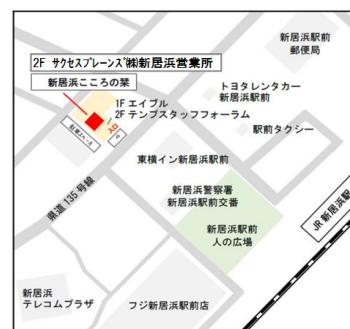 新居浜駅前
郵便局
2F サクセスブレーンズ㈱新居浜営業所
新居浜こころの栞
トヨタレンタカー
新居浜駅前
1F エイブル
2F テンプスタッフフォーラム
入口
駅前タクシー
東横イン新居浜駅前
県道135号線
新居浜警察署
新居浜駅前交番
新居浜駅前
人の広場
JR新居浜駅
新居浜
テレコムプラザ
フジ新居浜駅前店